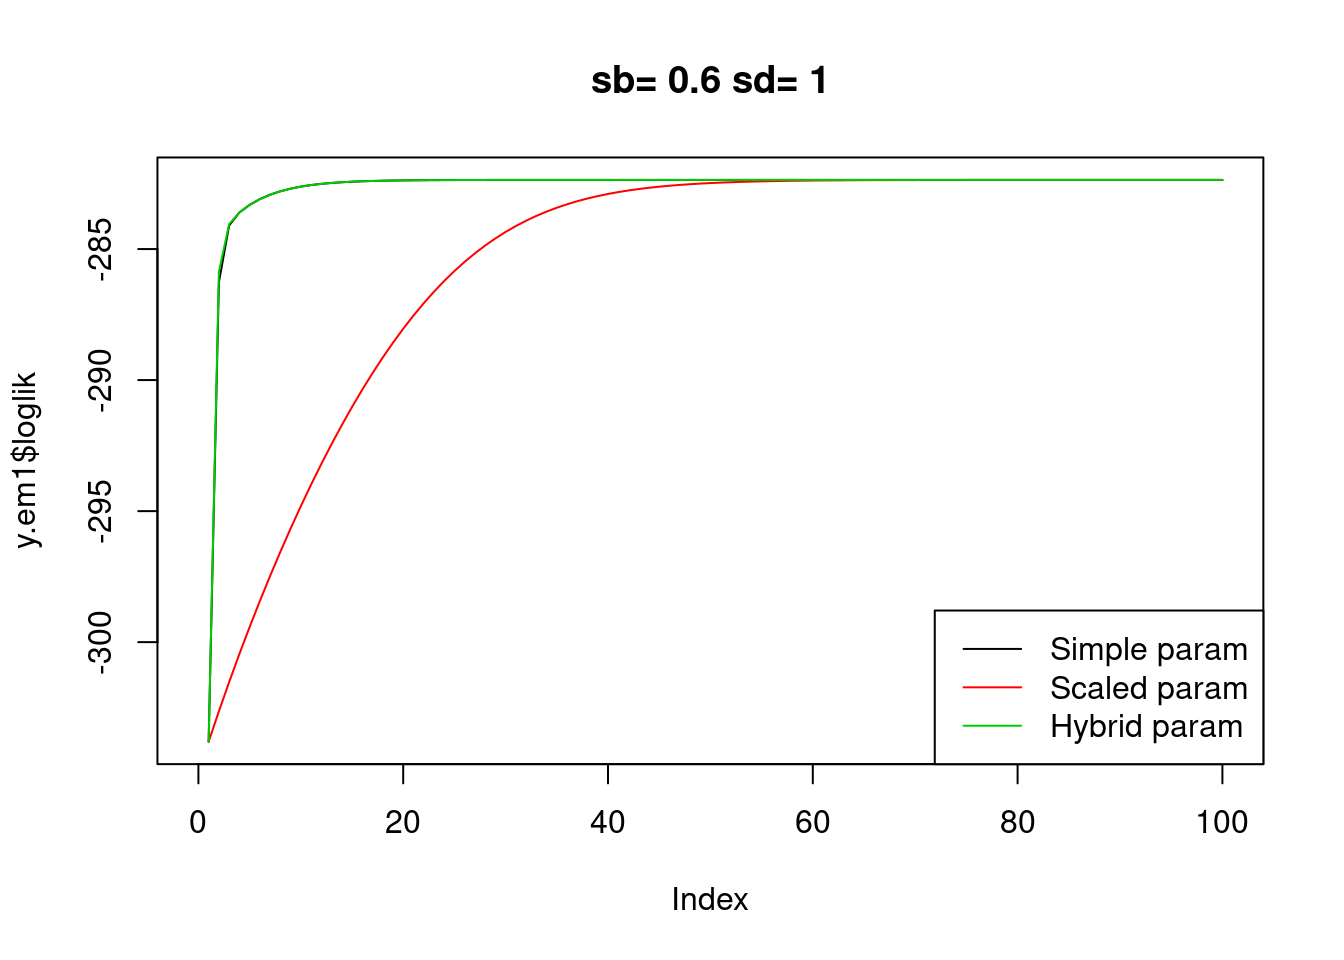 sb= 0.6 sd= 1
y.em1$loglik
-285
-290
-295
-300
Simple param
Scaled param
Hybrid param
0 20 40 60 80 100
Index